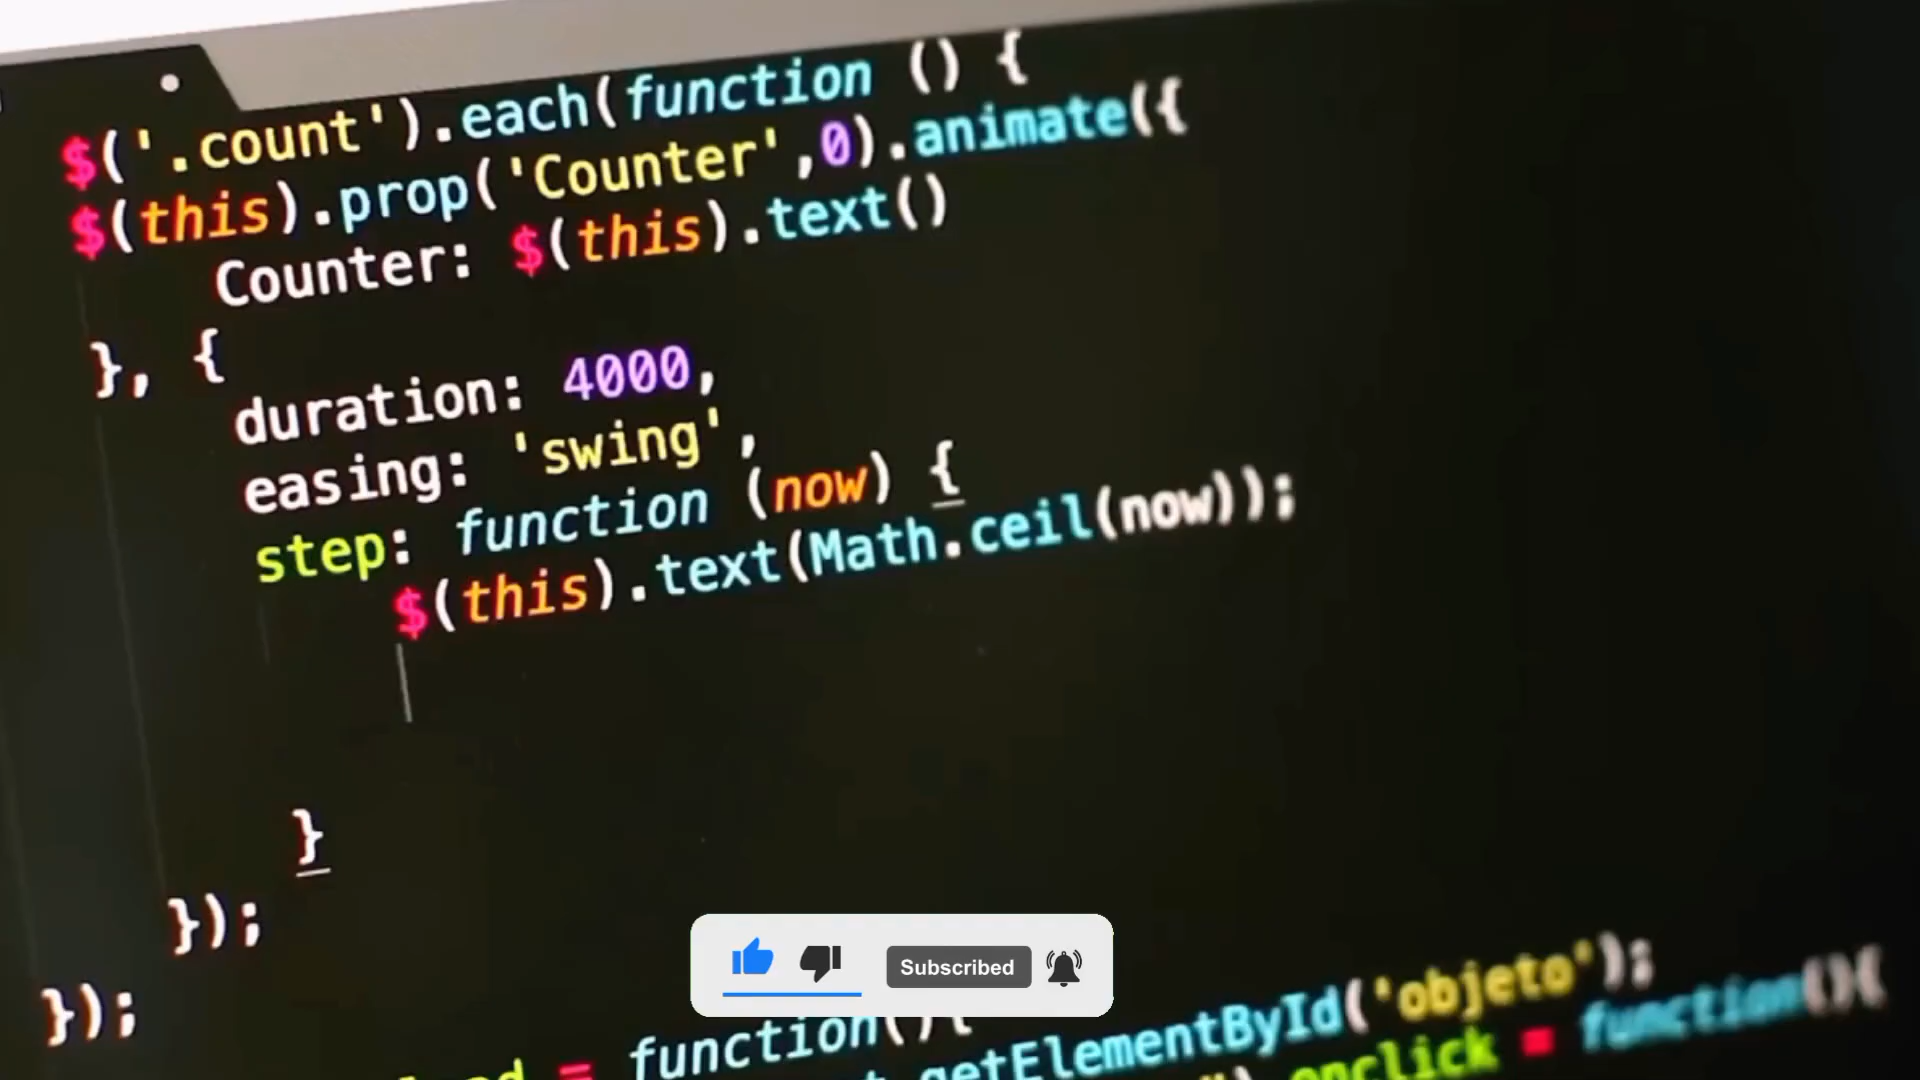 $('.count').each(function () {
$(this).prop('Counter',0).animate({
Counter: $(this).text()
}, {
duration: 4000,
easing: 'swing',
step: function (now) {
$(this).text(Math.ceil(now));
}
});
});
= function(){
getElementById('objeto');
onclick = function(){
Subscribed